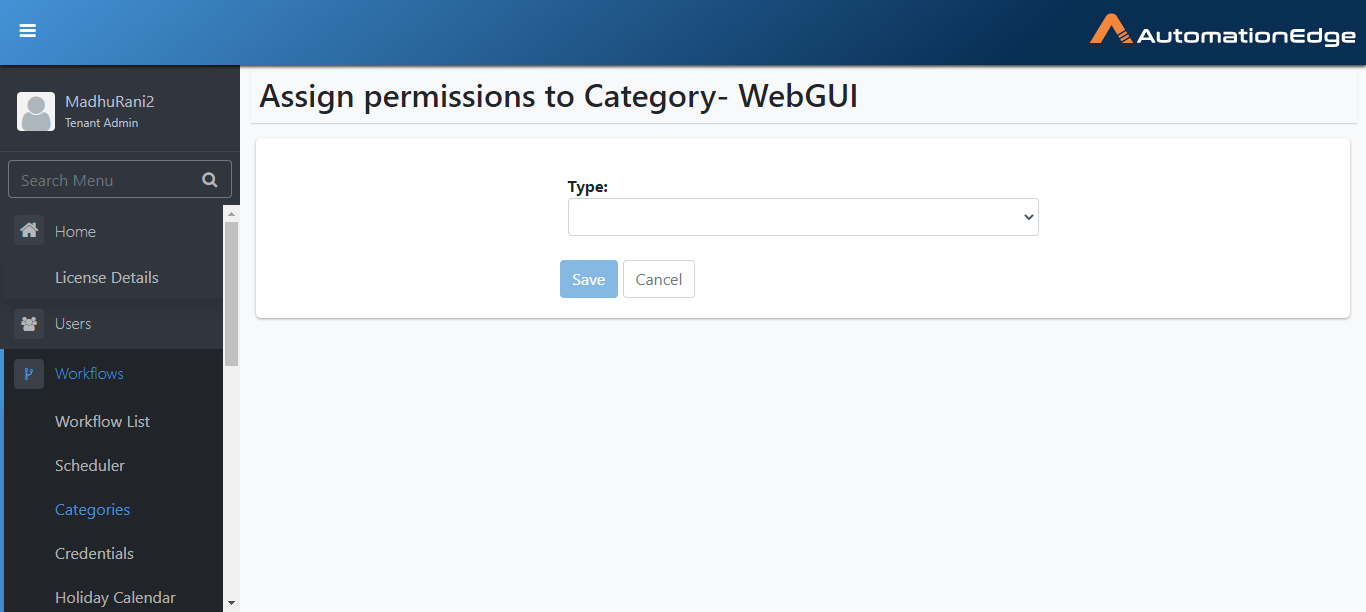 AutomationEdge
MadhuRani2
Tenant Admin
Search Menu
Home
License Details
Users
Workflows
Workflow List
Scheduler
Categories
Credentials
Holiday Calendar
Assign permissions to Category- WebGUI
Type:
Save Cancel